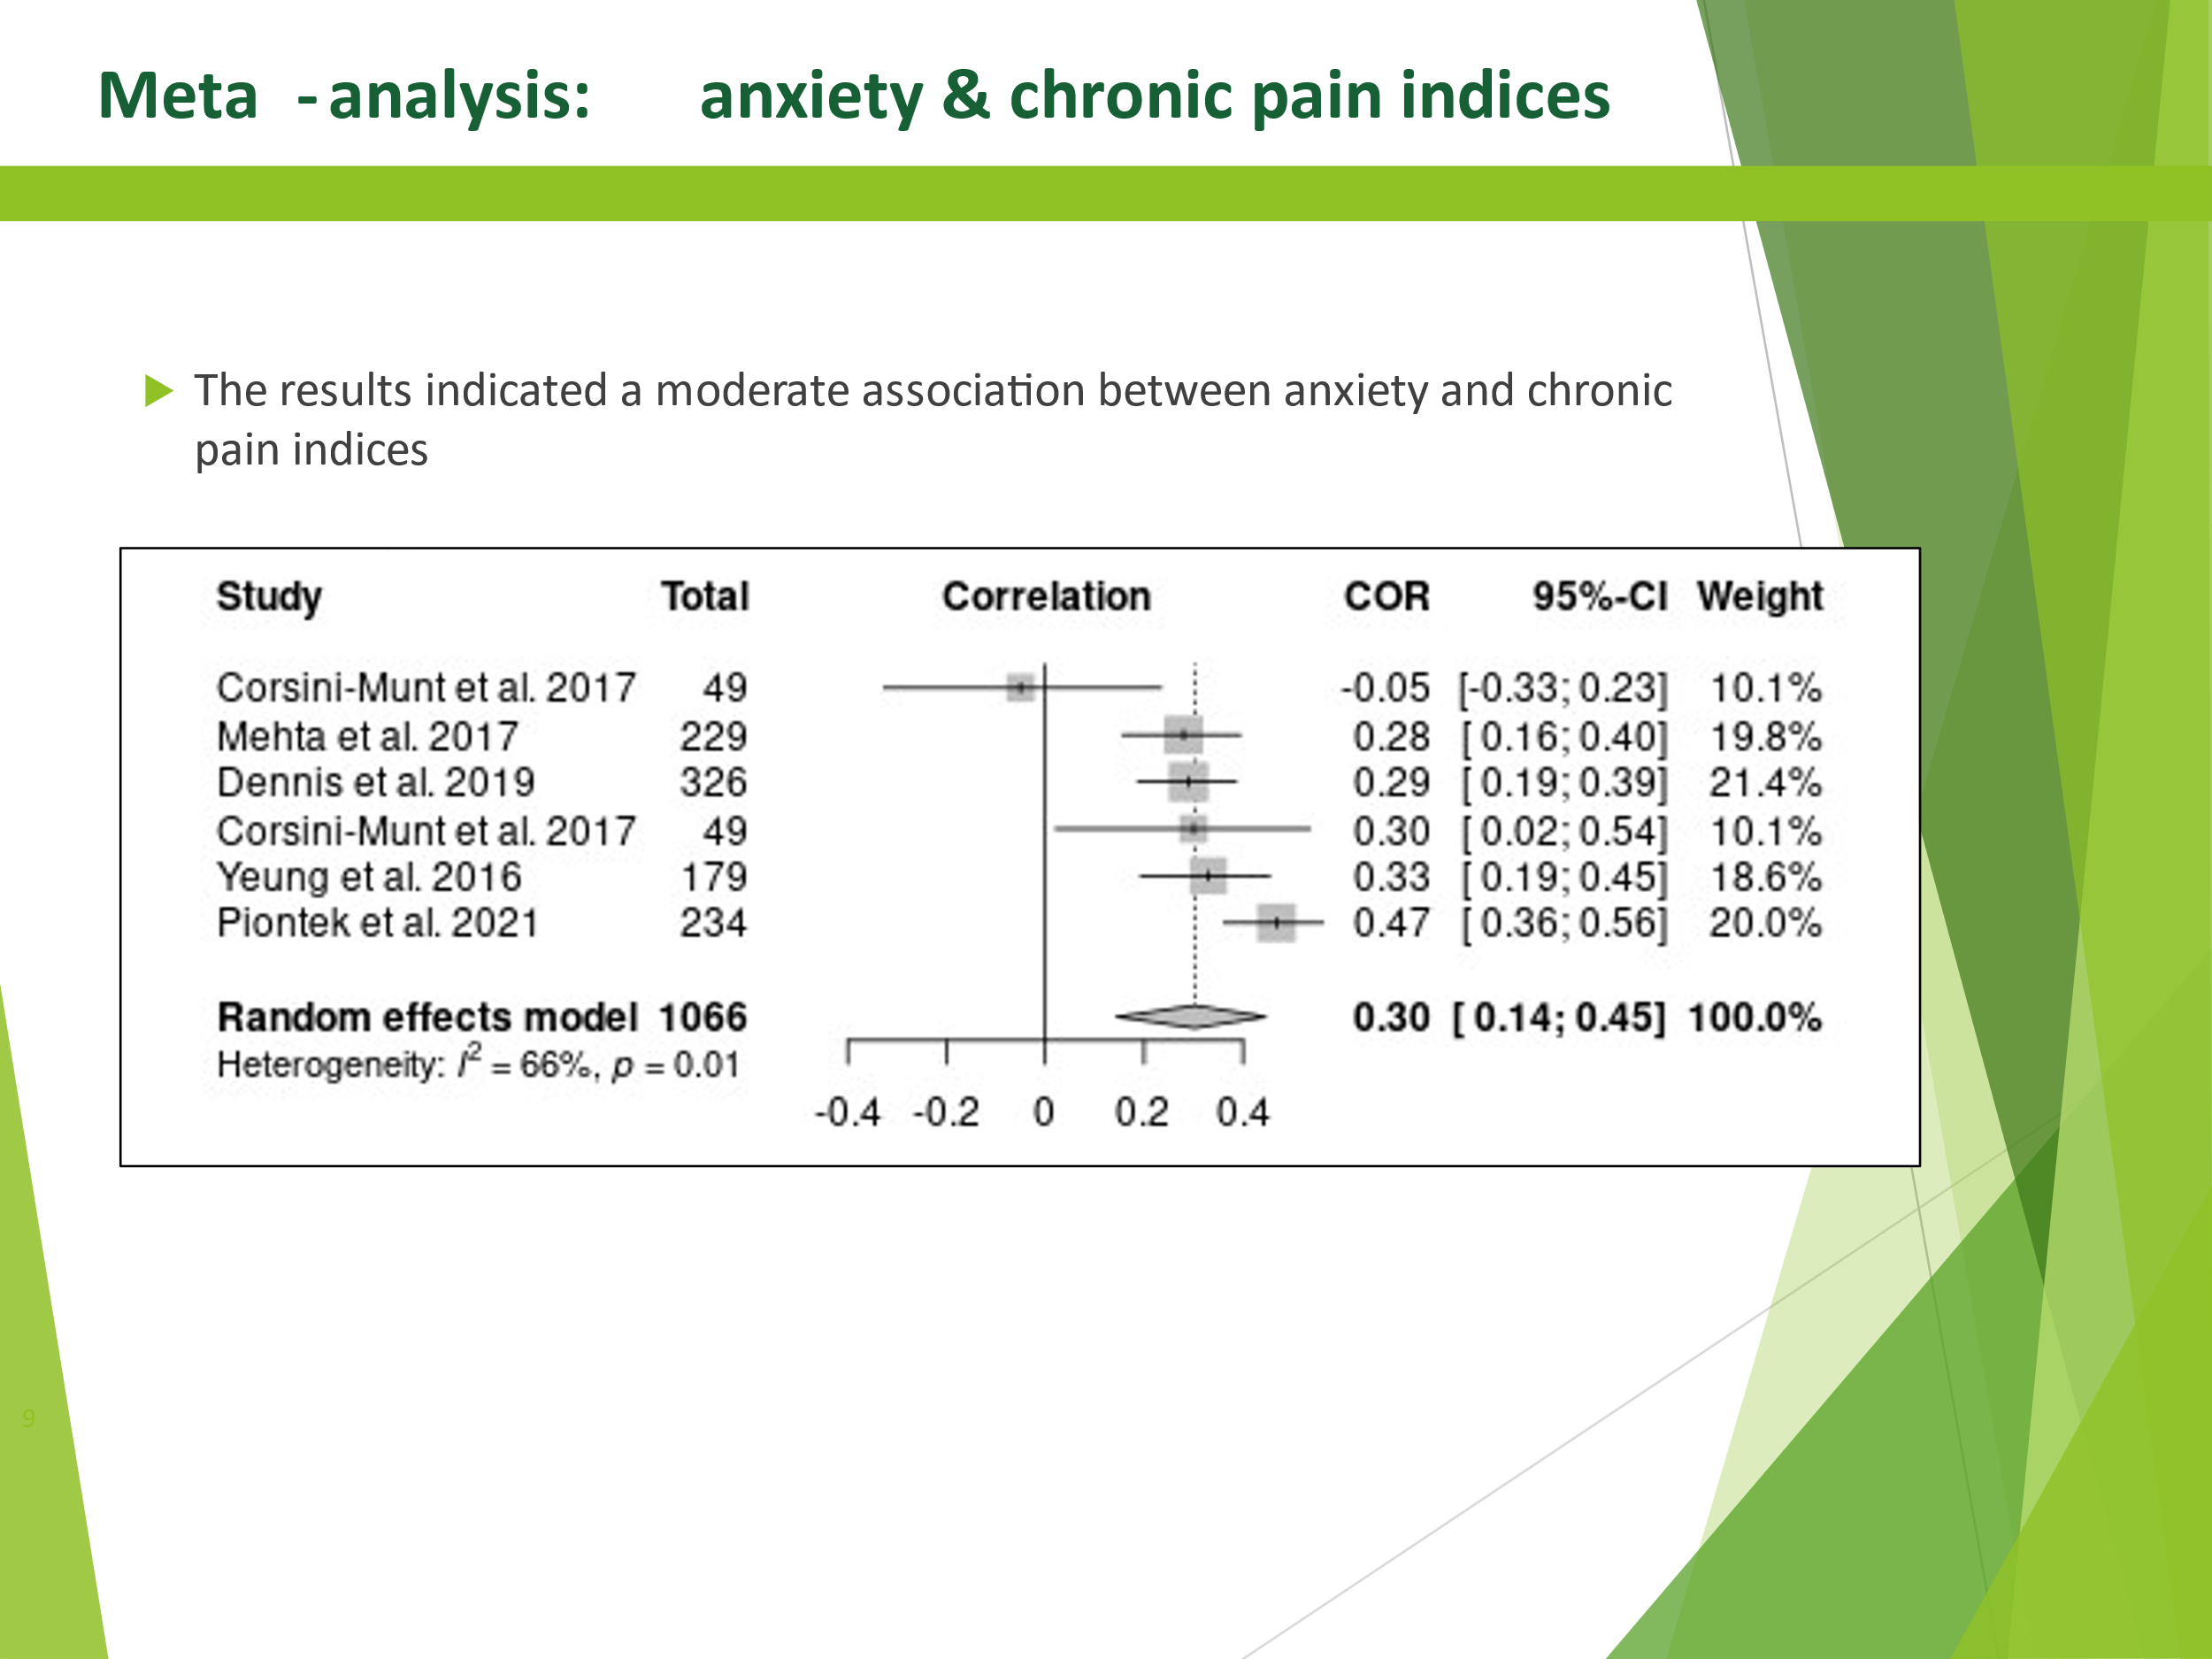 Meta - analysis: anxiety & chronic pain indices
The results indicated a moderate association between anxiety and chronic
pain indices
Study Total Correlation COR 95%-CI Weight
Corsini-Munt et al. 2017 49 -0.05 [-0.33; 0.23] 10.1%
Mehta et al. 2017 229 0.28 [ 0.16; 0.40] 19.8%
Dennis et al. 2019 326 0.29 [ 0.19; 0.39] 21.4%
Corsini-Munt et al. 2017 49 0.30 [ 0.02; 0.54] 10.1%
Yeung et al. 2016 179 0.33 [ 0.19; 0.45] 18.6%
Piontek et al. 2021 234 0.47 [ 0.36; 0.56] 20.0%
Random effects model 1066 0.30 [ 0.14; 0.45] 100.0%
Heterogeneity: I² = 66%, p = 0.01
-0.4 -0.2 0 0.2 0.4
9